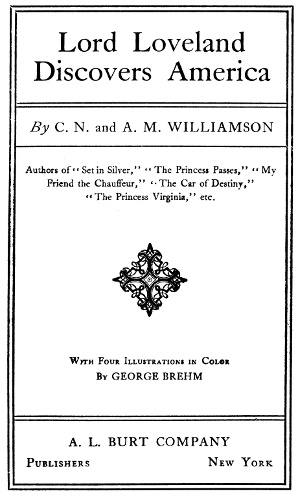 Lord Loveland
Discovers America
By C. N. and A. M. WILLIAMSON
Authors of "Set in Silver," "The Princess Passes," "My
Friend the Chauffeur," "The Car of Destiny,"
"The Princess Virginia," etc.
With Four Illustrations in Color
By GEORGE BREHM
A. L. BURT COMPANY
Publishers New York